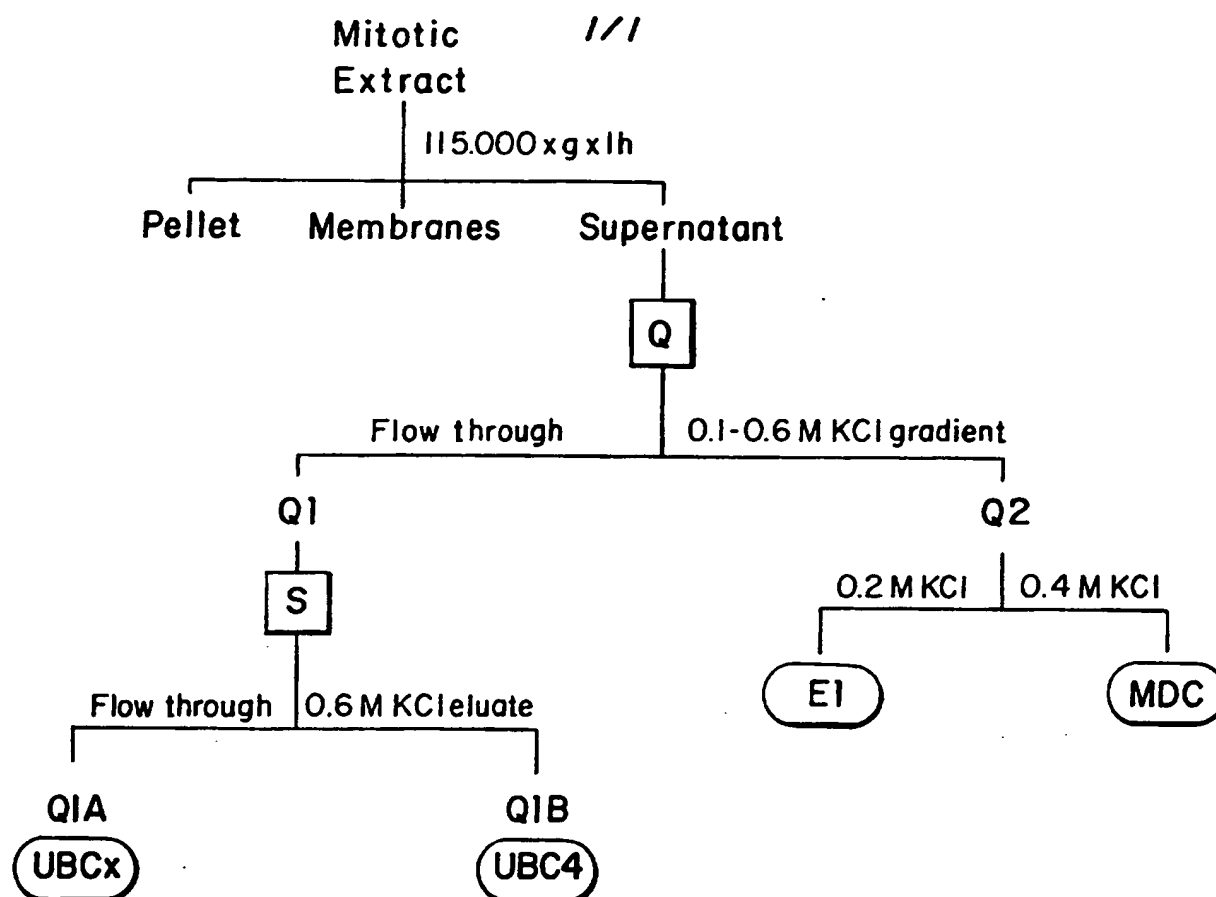 Mitotic 1/1
Extract
115.000 x g x 1h
Pellet Membranes Supernatant
Q
Flow through 0.1-0.6 M KCl gradient
Q1 Q2
S
0.2 M KCl 0.4 M KCl
E1 MDC
Flow through 0.6 M KCl eluate
Q1A Q1B
UBCx UBC4